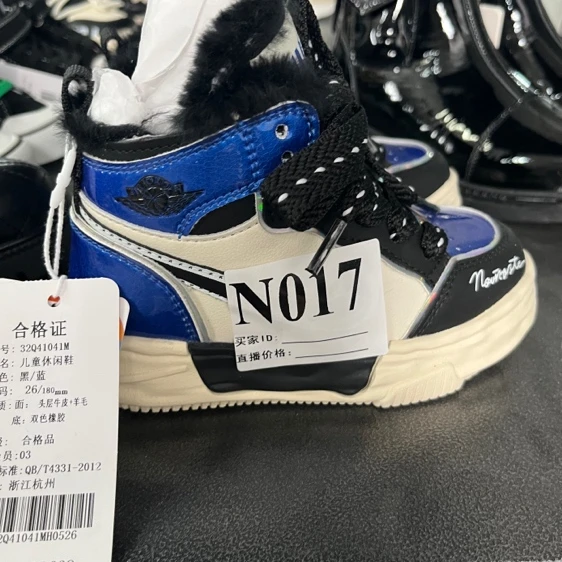 N017
买家ID:
直播价格:
合格证
号: 32Q41041M
名: 儿童休闲鞋
色: 黑/蓝
码: 26/180mm
质: 面: 头层牛皮+羊毛
底: 双色橡胶
合格品
员:03
标准:QB/T4331-2012
: 浙江杭州
2Q41041MH0526